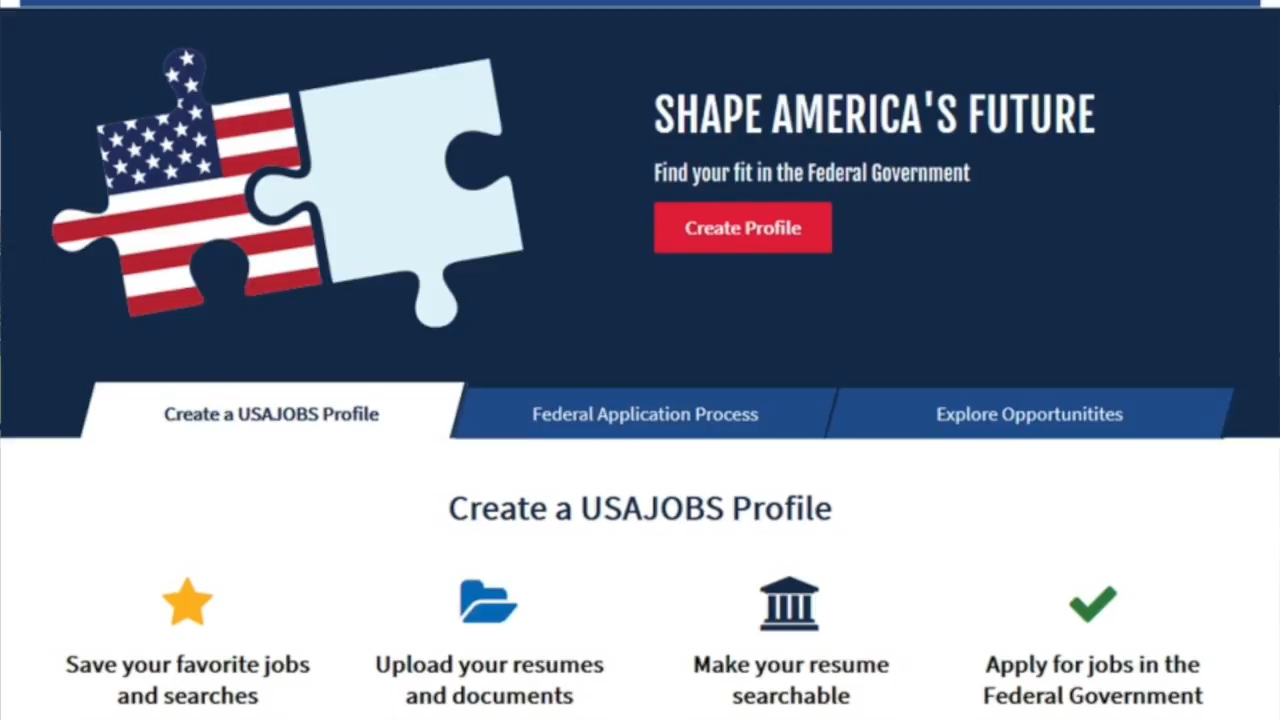 SHAPE AMERICA'S FUTURE
Find your fit in the Federal Government
Create Profile
Create a USAJOBS Profile
Federal Application Process
Explore Opportunitites
Create a USAJOBS Profile
Save your favorite jobs
and searches
Upload your resumes
and documents
Make your resume
searchable
Apply for jobs in the
Federal Government